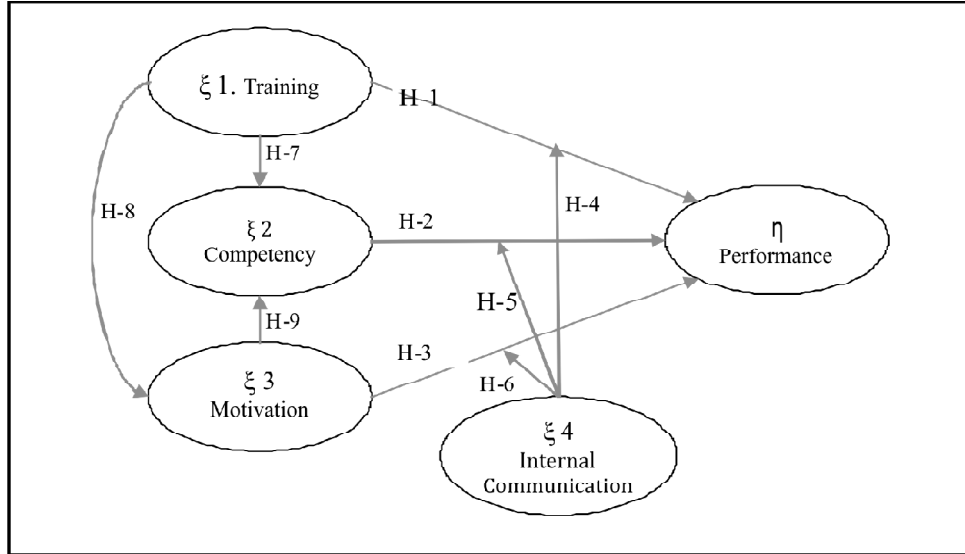 ξ 1. Training
H-1
H-7
H-8
ξ 2
Competency
H-2
H-4
η
Performance
H-5
H-9
H-3
H-6
ξ 3
Motivation
ξ 4
Internal
Communication